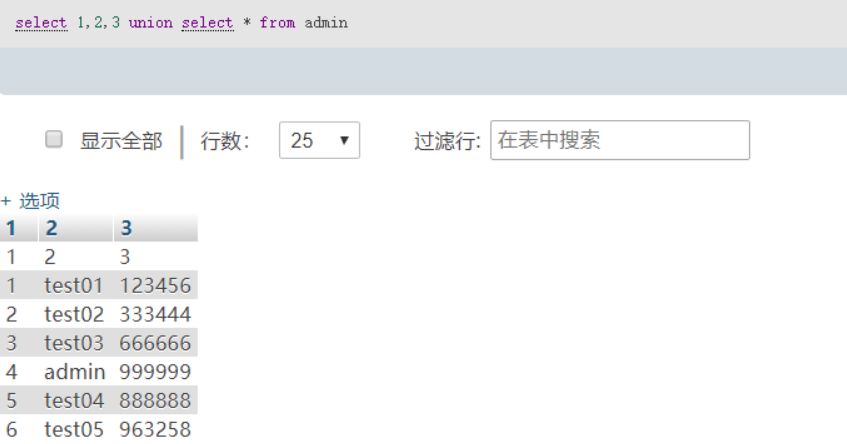 select 1,2,3 union select * from admin
显示全部 行数： 25 过滤行: 在表中搜索
+ 选项
1 2 3
1 2 3
1 test01 123456
2 test02 333444
3 test03 666666
4 admin 999999
5 test04 888888
6 test05 963258